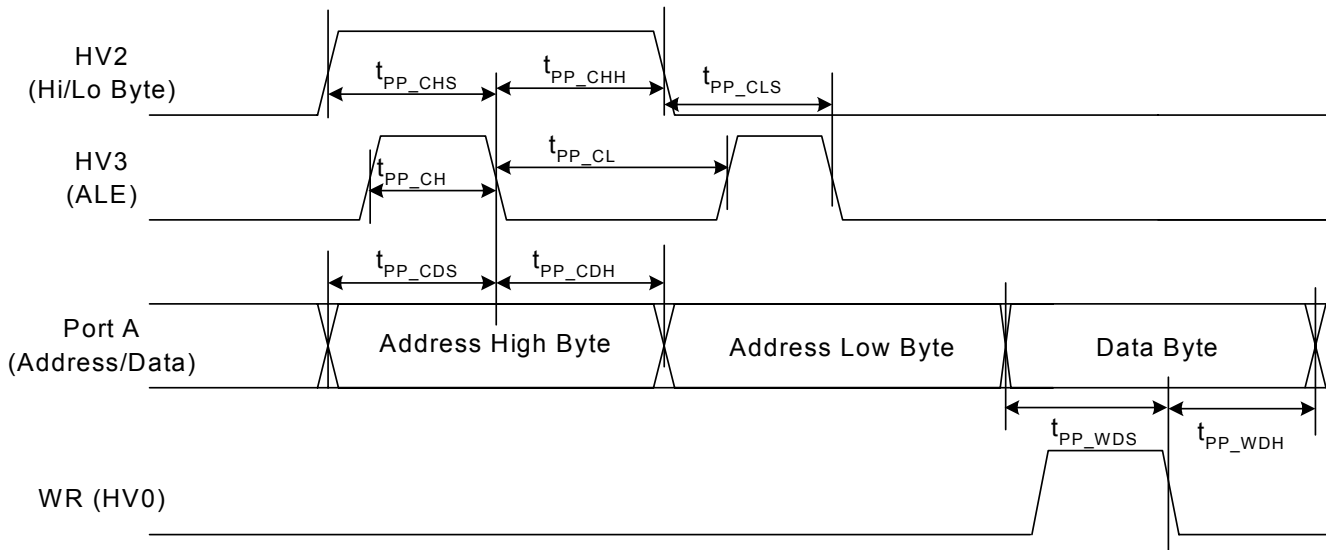 HV2
(Hi/Lo Byte)
tPP_CHS
tPP_CHH
tPP_CLS
HV3
(ALE)
tPP_CH
tPP_CL
tPP_CDS
tPP_CDH
Port A
(Address/Data)
Address High Byte
Address Low Byte
Data Byte
tPP_WDS
tPP_WDH
WR (HV0)